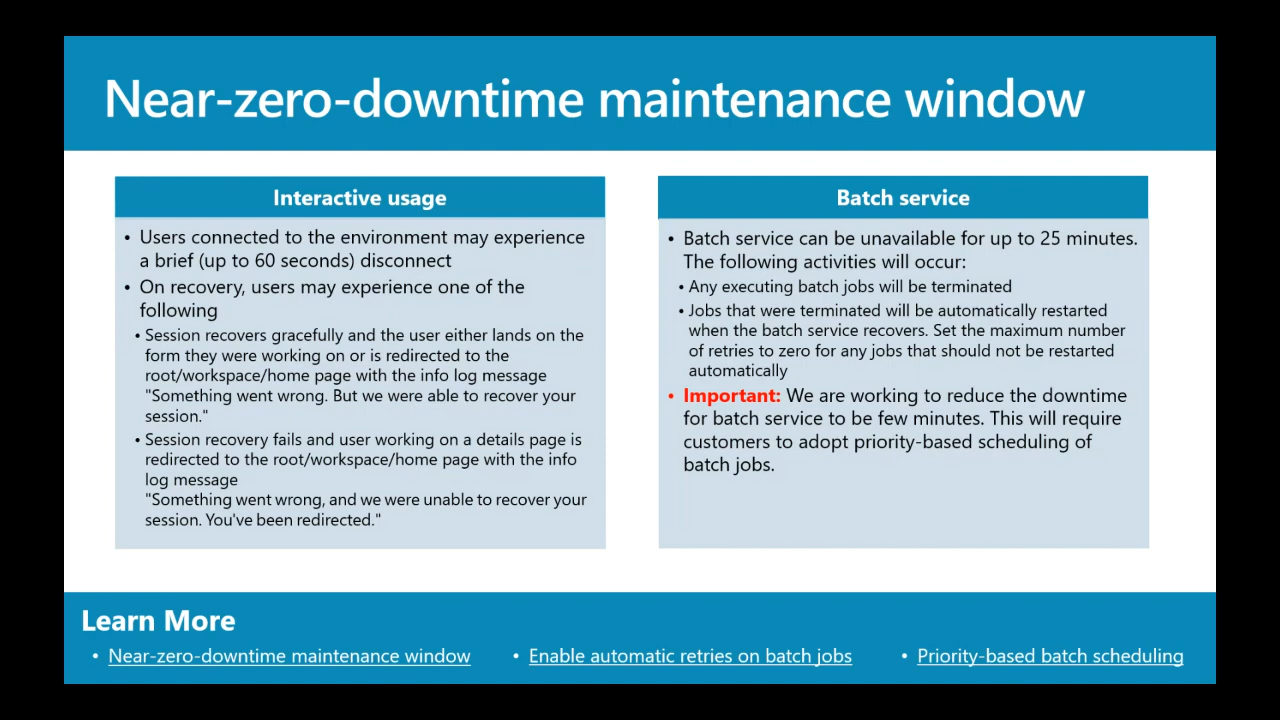 Near-zero-downtime maintenance window
Interactive usage
• Users connected to the environment may experience
a brief (up to 60 seconds) disconnect
• On recovery, users may experience one of the
following
• Session recovers gracefully and the user either lands on the
form they were working on or is redirected to the
root/workspace/home page with the info log message
"Something went wrong. But we were able to recover your
session."
• Session recovery fails and user working on a details page is
redirected to the root/workspace/home page with the info
log message
"Something went wrong, and we were unable to recover your
session. You've been redirected."
Batch service
• Batch service can be unavailable for up to 25 minutes.
The following activities will occur:
• Any executing batch jobs will be terminated
• Jobs that were terminated will be automatically restarted
when the batch service recovers. Set the maximum number
of retries to zero for any jobs that should not be restarted
automatically
• Important: We are working to reduce the downtime
for batch service to be few minutes. This will require
customers to adopt priority-based scheduling of
batch jobs.
Learn More
• Near-zero-downtime maintenance window
• Enable automatic retries on batch jobs
• Priority-based batch scheduling